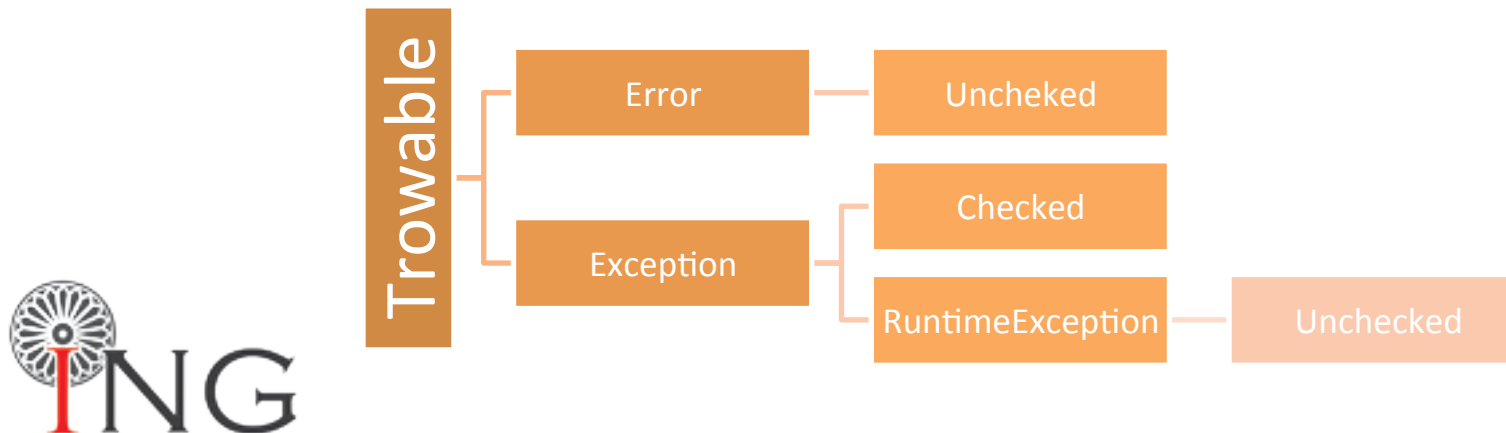 Trowable
Error
Uncheked
Exception
Checked
RuntimeException
Unchecked
ING